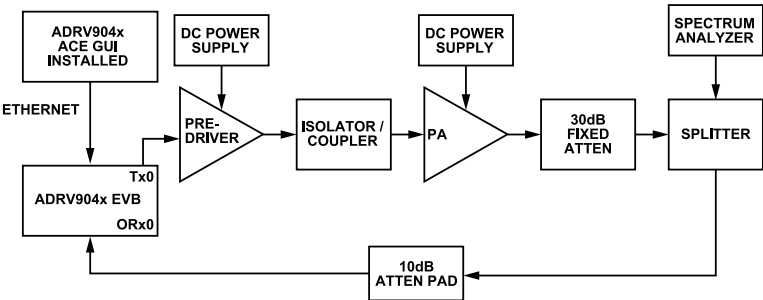 ADRV904x
ACE GUI
INSTALLED
DC POWER
SUPPLY
DC POWER
SUPPLY
SPECTRUM
ANALYZER
ETHERNET
PRE-
DRIVER
ISOLATOR /
COUPLER
PA
30dB
FIXED
ATTEN
SPLITTER
Tx0
ADRV904x EVB
ORx0
10dB
ATTEN PAD